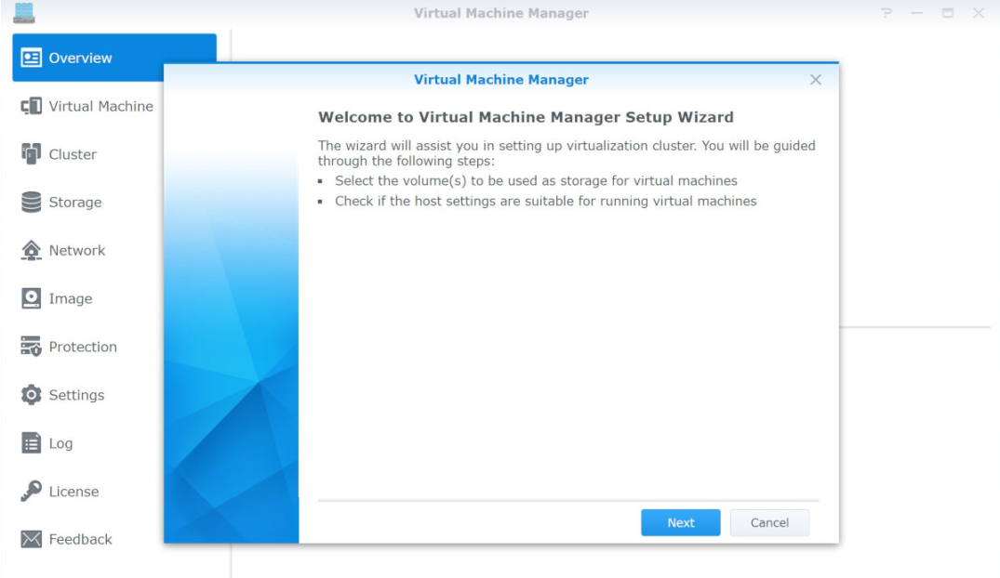 Virtual Machine Manager
Overview
Virtual Machine
Cluster
Storage
Network
Image
Protection
Settings
Log
License
Feedback
Virtual Machine Manager
Welcome to Virtual Machine Manager Setup Wizard
The wizard will assist you in setting up virtualization cluster. You will be guided
through the following steps:
▪ Select the volume(s) to be used as storage for virtual machines
▪ Check if the host settings are suitable for running virtual machines
Next Cancel